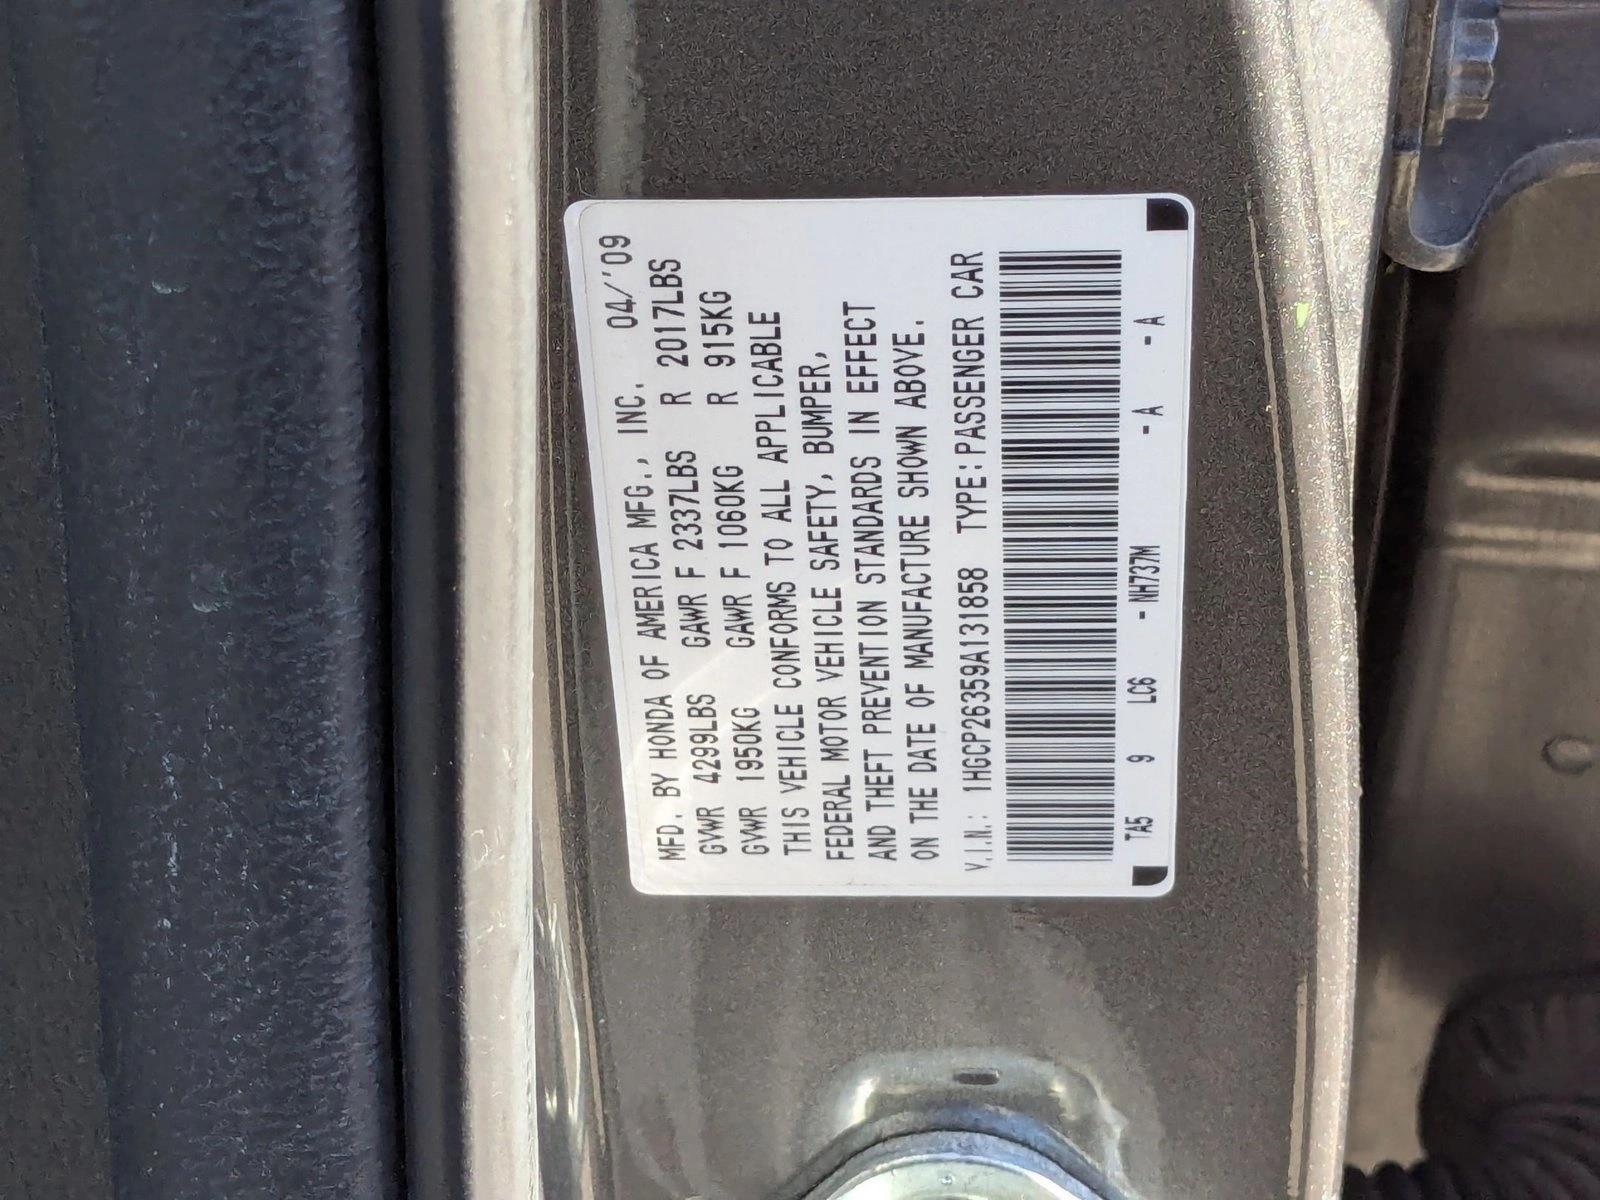 MFD. BY HONDA OF AMERICA MFG., INC. 04/'09
GVWR 4299LBS GAWR F 2337LBS R 2017LBS
GVWR 1950KG GAWR F 1060KG R 915KG
THIS VEHICLE CONFORMS TO ALL APPLICABLE
FEDERAL MOTOR VEHICLE SAFETY, BUMPER,
AND THEFT PREVENTION STANDARDS IN EFFECT
ON THE DATE OF MANUFACTURE SHOWN ABOVE.
V.I.N.: 1HGCP26359A131858 TYPE:PASSENGER CAR
TA5 9 LC6 - NH737M - A - A